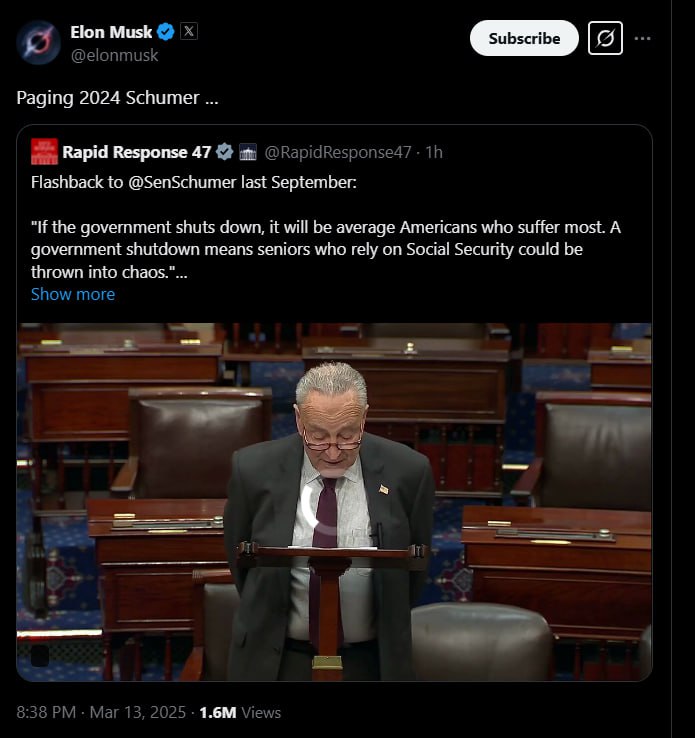 Elon Musk
Subscribe
@elonmusk
Paging 2024 Schumer ...
Rapid Response 47 @RapidResponse47 · 1h
Flashback to @SenSchumer last September:
"If the government shuts down, it will be average Americans who suffer most. A
government shutdown means seniors who rely on Social Security could be
thrown into chaos."...
Show more
8:38 PM · Mar 13, 2025 · 1.6M Views